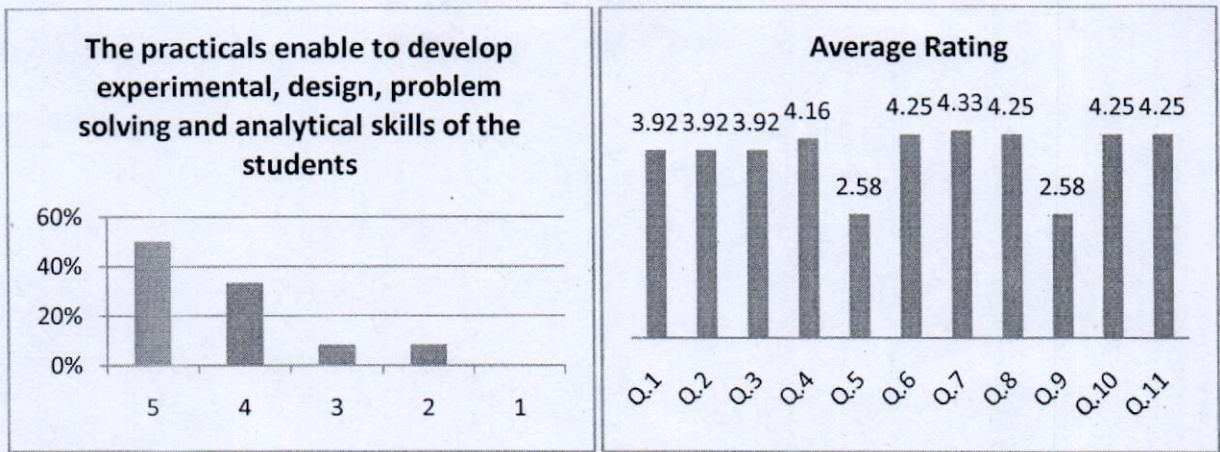 The practicals enable to develop
experimental, design, problem
solving and analytical skills of the
students
60%
40%
20%
0%
5 4 3 2 1
Average Rating
3.92 3.92 3.92 4.16 2.58 4.25 4.33 4.25 2.58 4.25 4.25
Q.1 Q.2 Q.3 Q.4 Q.5 Q.6 Q.7 Q.8 Q.9 Q.10 Q.11